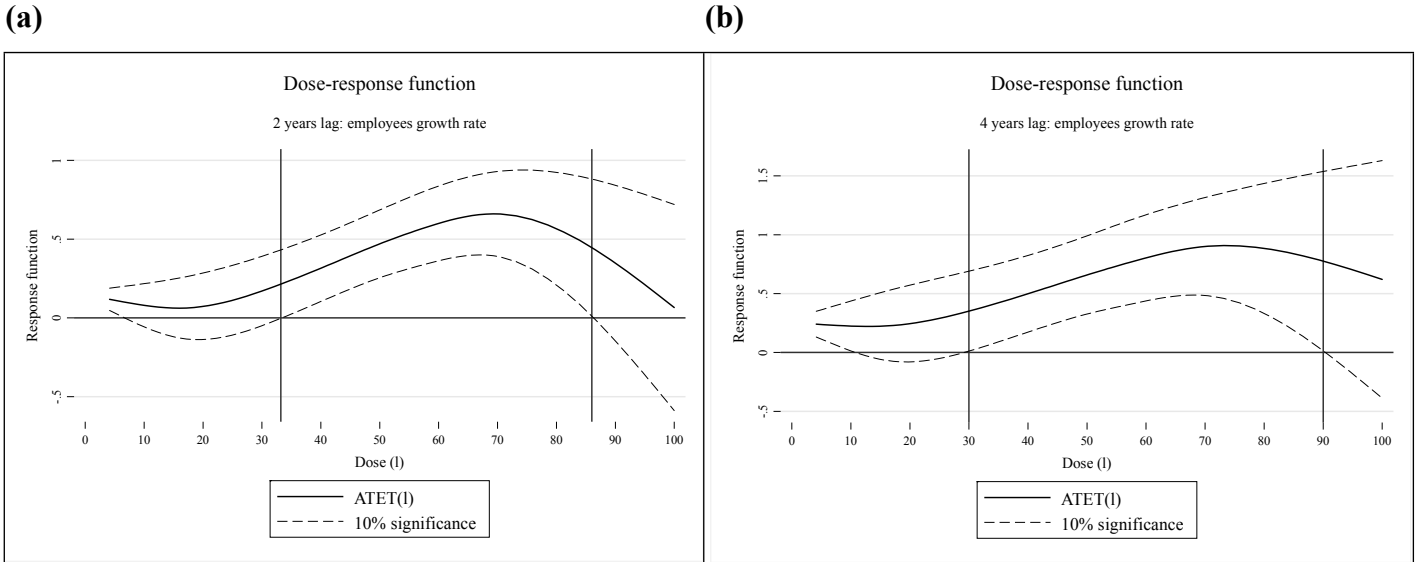 (a)
Dose-response function
2 years lag: employees growth rate
Response function
1
.5
0
-.5
0 10 20 30 40 50 60 70 80 90 100
Dose (l)
ATET(l)
10% significance
(b)
Dose-response function
4 years lag: employees growth rate
Response function
1.5
1
.5
0
-.5
0 10 20 30 40 50 60 70 80 90 100
Dose (l)
ATET(l)
10% significance